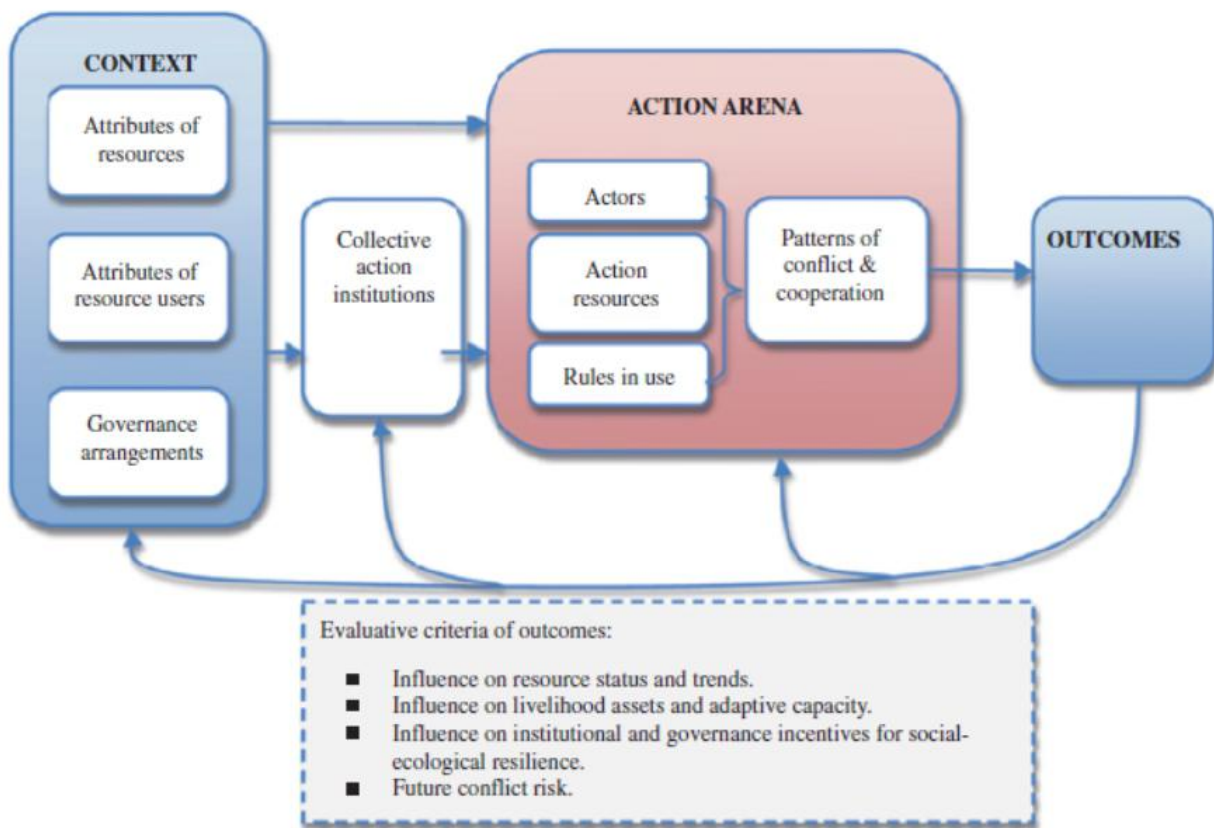 CONTEXT
Attributes of
resources
Attributes of
resource users
Governance
arrangements
Collective
action
institutions
ACTION ARENA
Actors
Action
resources
Rules in use
Patterns of
conflict &
cooperation
OUTCOMES
Evaluative criteria of outcomes:
■ Influence on resource status and trends.
■ Influence on livelihood assets and adaptive capacity.
■ Influence on institutional and governance incentives for social-
ecological resilience.
■ Future conflict risk.